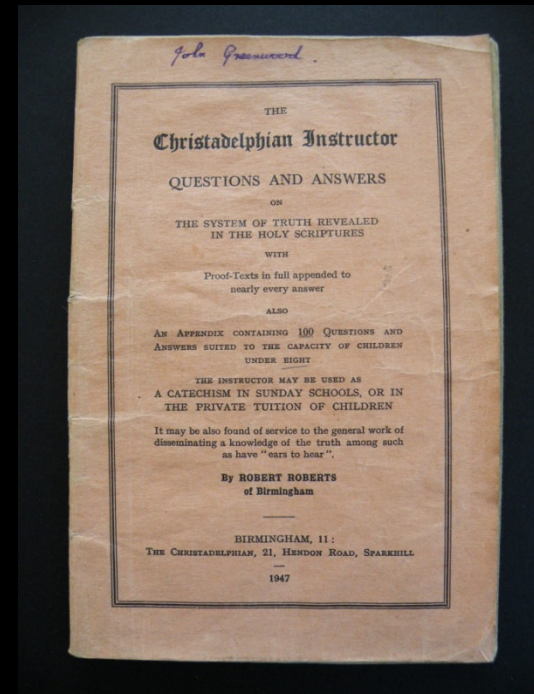 John Greenwood.
THE
Christadelphian Instructor
QUESTIONS AND ANSWERS
ON
THE SYSTEM OF TRUTH REVEALED
IN THE HOLY SCRIPTURES
WITH
Proof-Texts in full appended to
nearly every answer
ALSO
AN APPENDIX CONTAINING 100 QUESTIONS AND
ANSWERS SUITED TO THE CAPACITY OF CHILDREN
UNDER EIGHT
THE INSTRUCTOR MAY BE USED AS
A CATECHISM IN SUNDAY SCHOOLS, OR IN
THE PRIVATE TUITION OF CHILDREN
It may be also found of service to the general work of
disseminating a knowledge of the truth among such
as have "ears to hear".
By ROBERT ROBERTS
of Birmingham
BIRMINGHAM, 11:
THE CHRISTADELPHIAN, 21, HENDON ROAD, SPARKHILL
1947